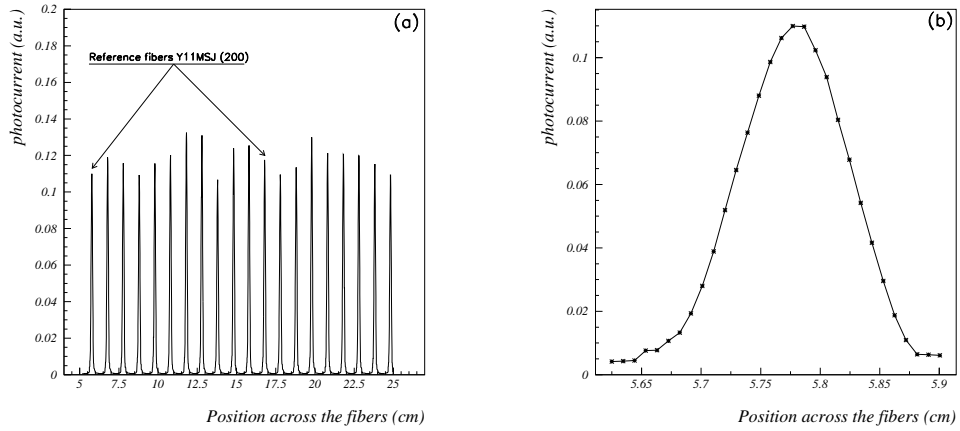 (a)
photocurrent (a.u.)
0.2
0.18
0.16
0.14
0.12
0.1
0.08
0.06
0.04
0.02
0
Reference fibers Y11MSJ (200)
5 7.5 10 12.5 15 17.5 20 22.5 25
Position across the fibers (cm)
(b)
photocurrent (a.u.)
0.1
0.08
0.06
0.04
0.02
0
5.65 5.7 5.75 5.8 5.85 5.9
Position across the fibers (cm)